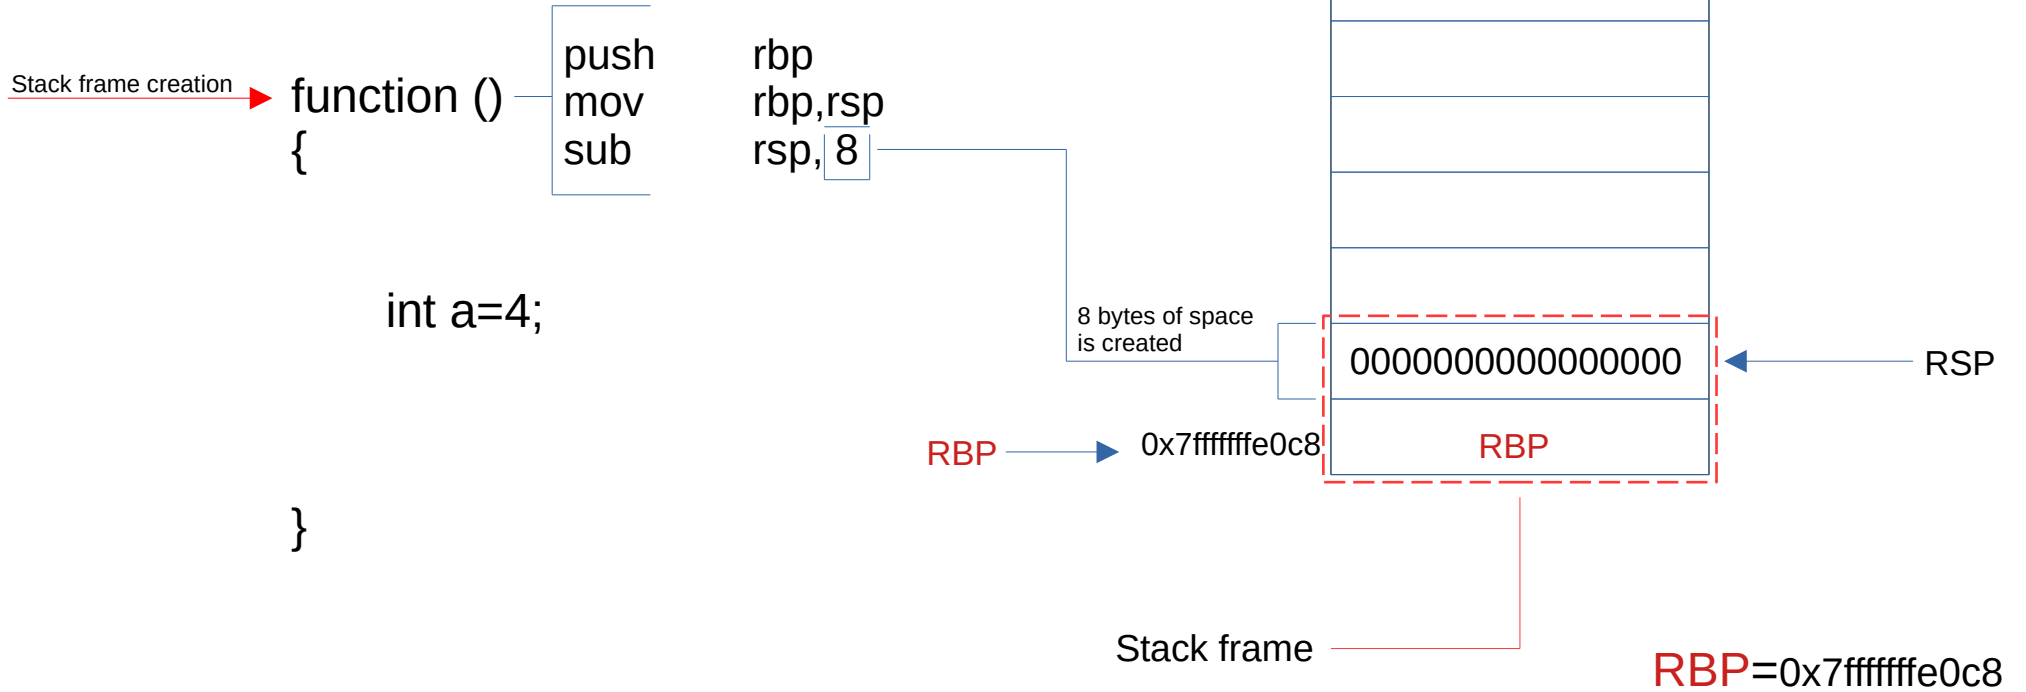 Stack frame creation
function ()
{
push rbp
mov rbp,rsp
sub rsp, 8
int a=4;
8 bytes of space
is created
0000000000000000
RSP
RBP
0x7fffffffe0c8
RBP
}
Stack frame
RBP=0x7fffffffe0c8